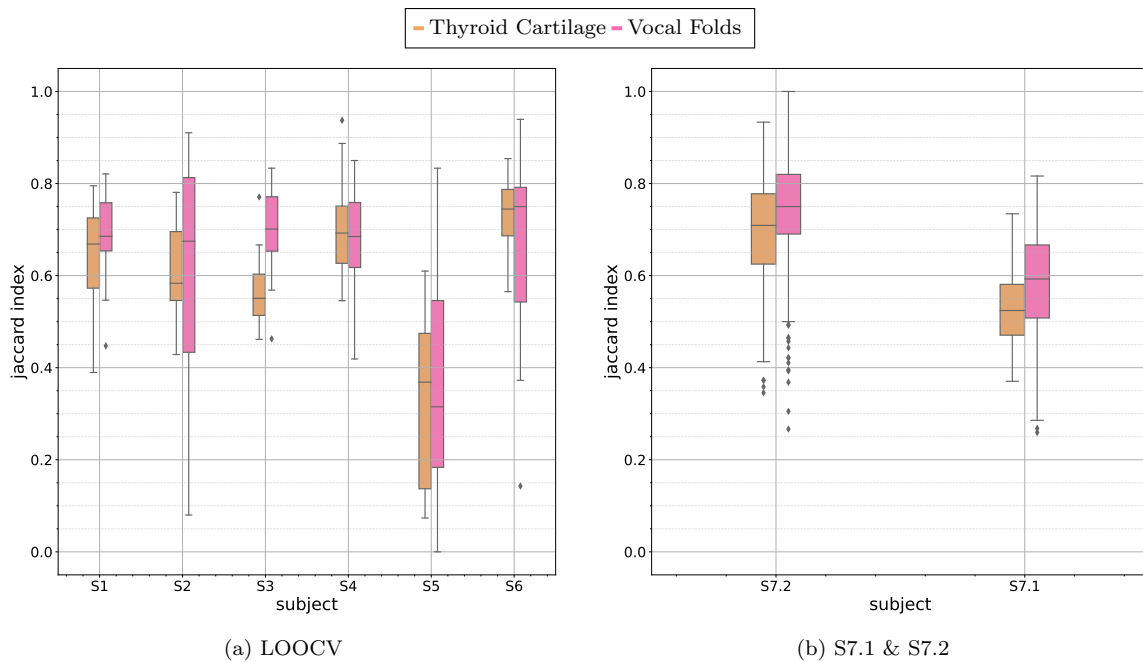 Thyroid Cartilage Vocal Folds
1.0
0.8
0.6
0.4
0.2
0.0
jaccard index
S1 S2 S3 S4 S5 S6
subject
(a) LOOCV
1.0
0.8
0.6
0.4
0.2
0.0
jaccard index
S7.2 S7.1
subject
(b) S7.1 & S7.2